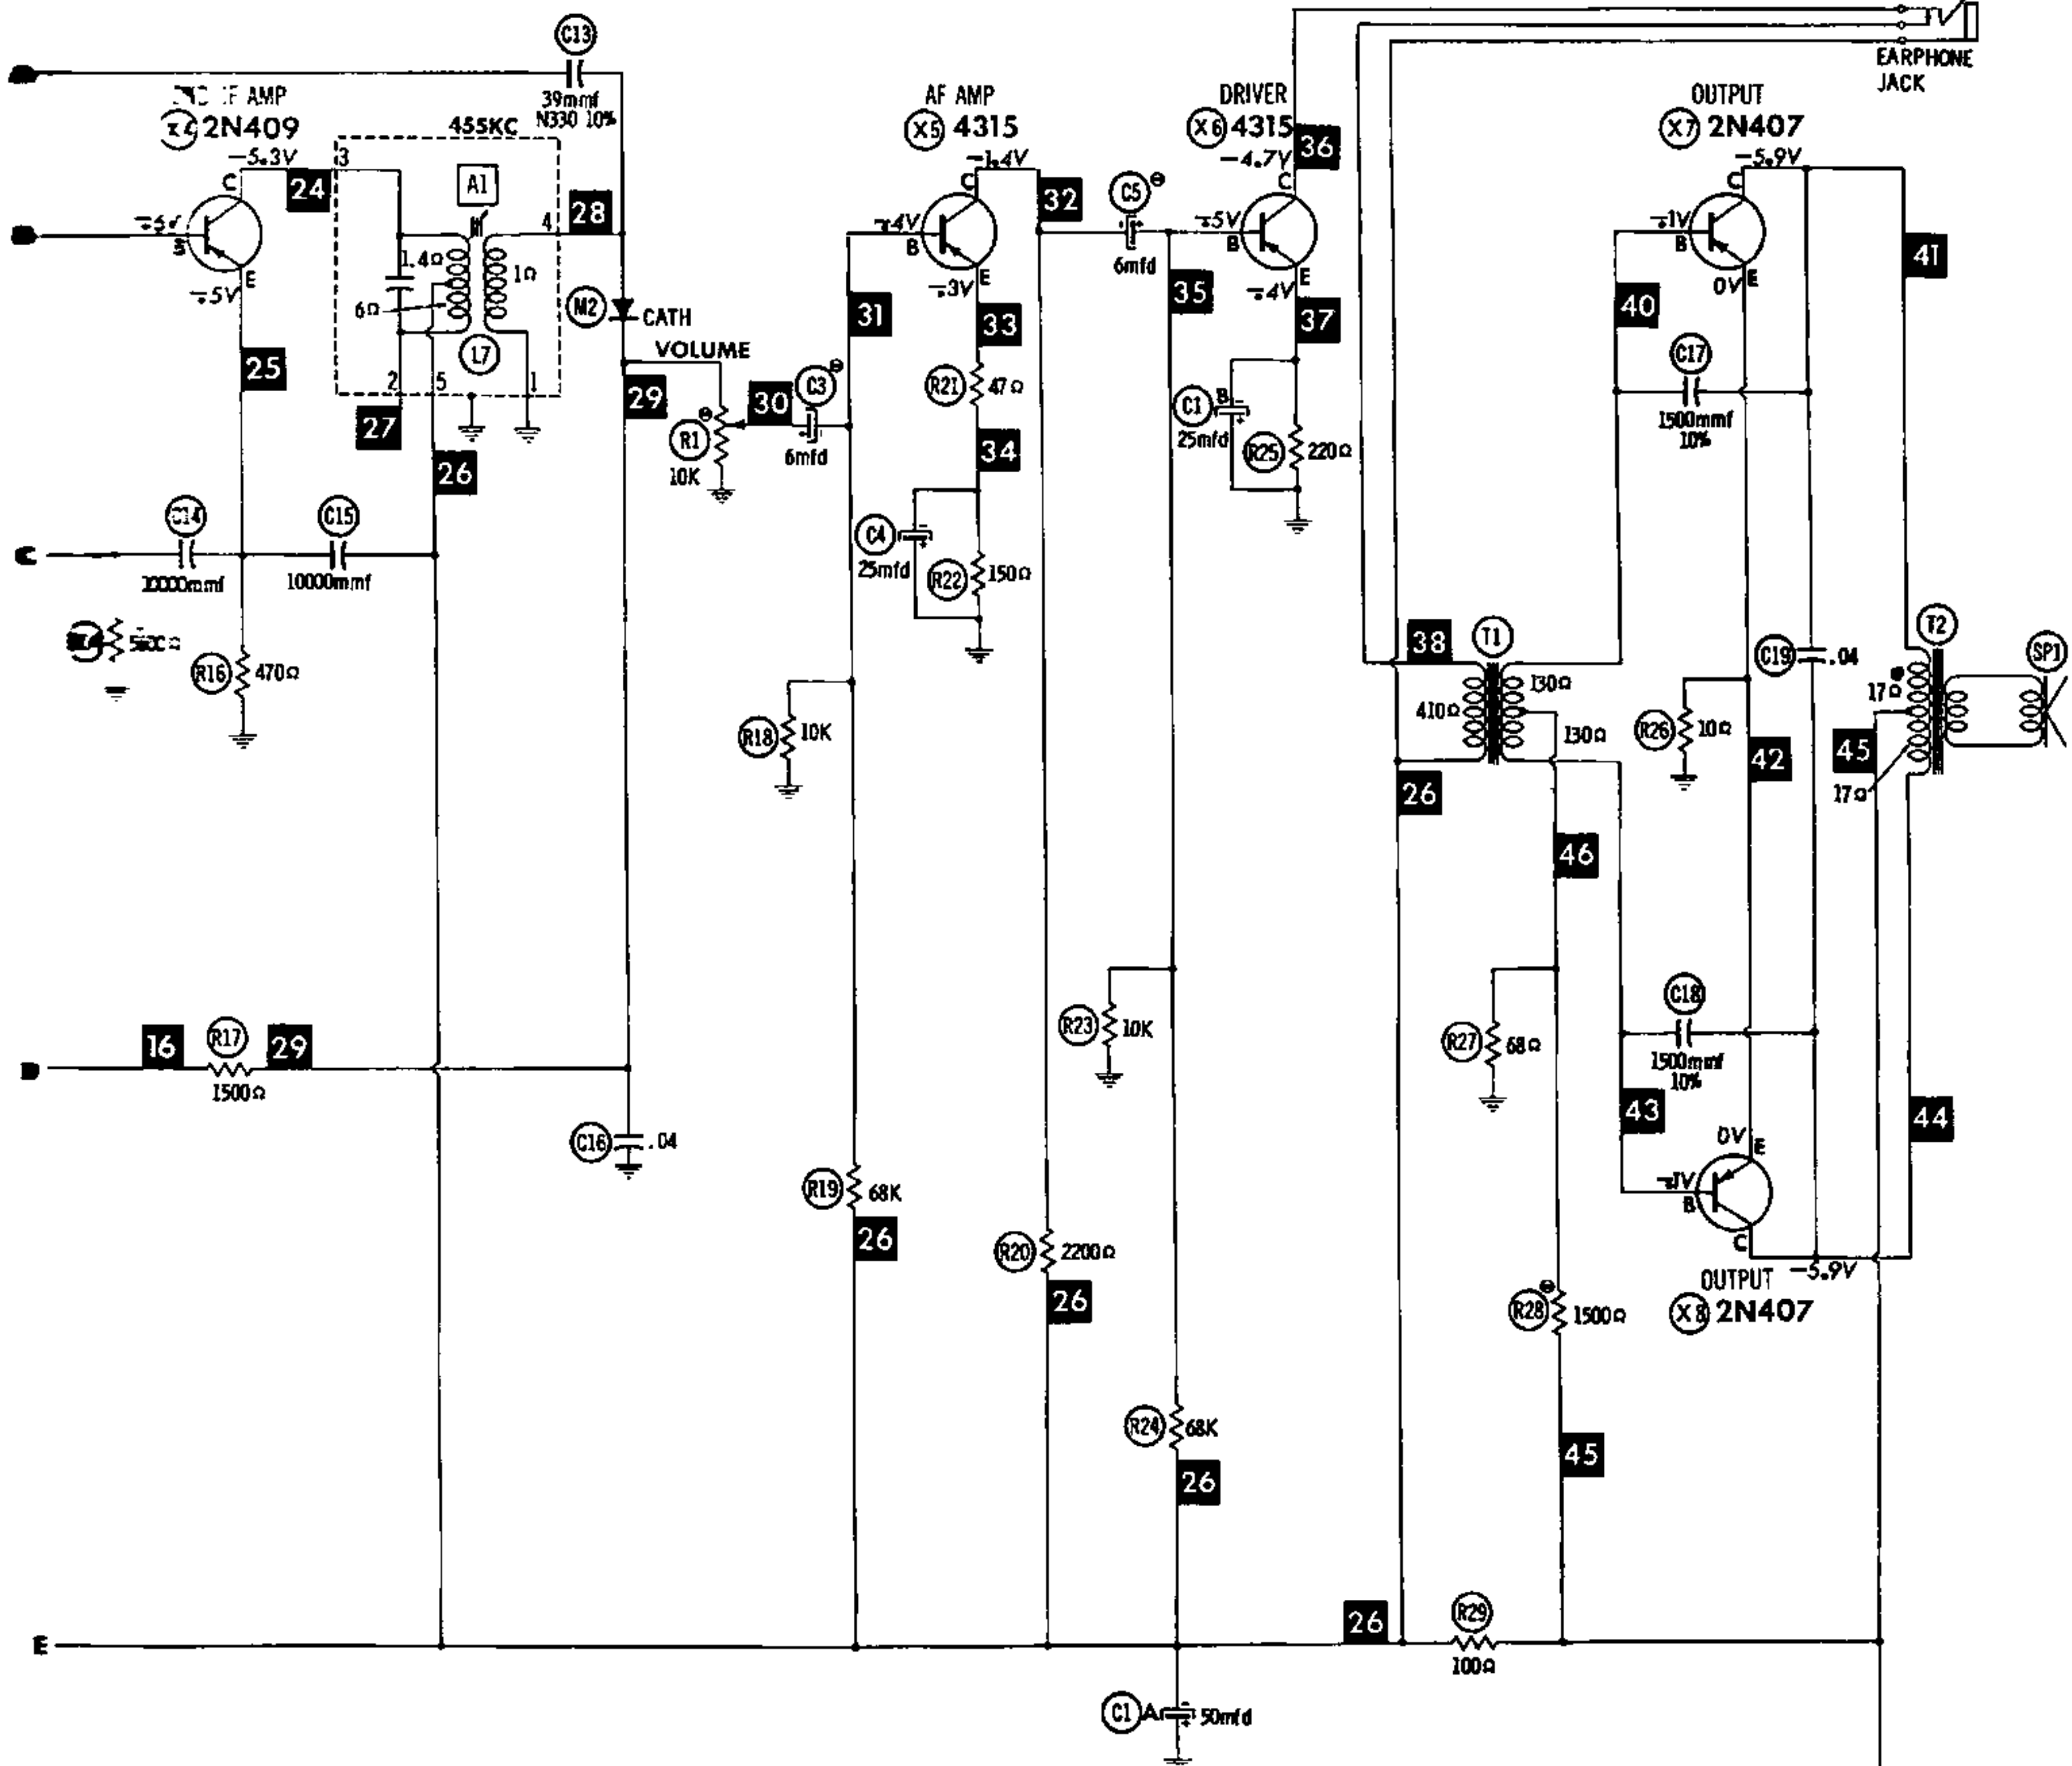 C13
39mmf
N330 10%
EARPHONE
JACK
IF AMP
2N409
-5.3V
C
24
3
455KC
A1
4
28
1.4Ω
1Ω
6Ω
E
-.5V
25
L7
2
5
1
27
26
M2
CATH
VOLUME
29
R1
10K
30
C3
6mfd
AF AMP
X5 4315
-1.4V
C
-.4V
B
E
-.3V
31
32
33
R21
47Ω
34
C4
25mfd
R22
150Ω
C5
6mfd
35
DRIVER
X6 4315
-4.7V
36
C
-.5V
B
E
-.4V
37
C1
B
25mfd
R25
220Ω
OUTPUT
X7 2N407
-5.9V
C
-.1V
B
E
0V
40
41
C17
1500mmf
10%
C14
10000mmf
C15
10000mmf
C
R16
470Ω
R18
10K
38
T1
410Ω
130Ω
130Ω
26
C19
.04
R26
10Ω
42
T2
17Ω
45
17Ω
SP1
46
D
16
R17
1500Ω
29
C16
.04
R19
68K
26
R20
2200Ω
26
R23
10K
R24
68K
26
R27
68Ω
C18
1500mmf
10%
43
44
0V
E
-.1V
B
C
-5.9V
OUTPUT
X8 2N407
R28
1500Ω
45
E
26
R29
100Ω
C1
A
50mfd